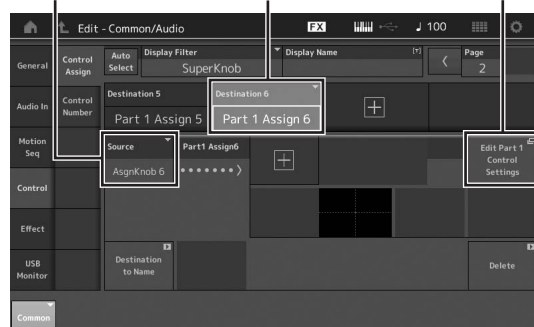 Edit - Common/Audio
FX
♩ 100
General
Control Assign
Auto Select
Display Filter
SuperKnob
Display Name
[T]
Page
2
Audio In
Control Number
Destination 5
Part 1 Assign 5
Destination 6
Part 1 Assign 6
Motion Seq
Source
AsgnKnob 6
Part1 Assign6
Edit Part 1 Control Settings
Control
Effect
USB Monitor
Destination to Name
Delete
Common